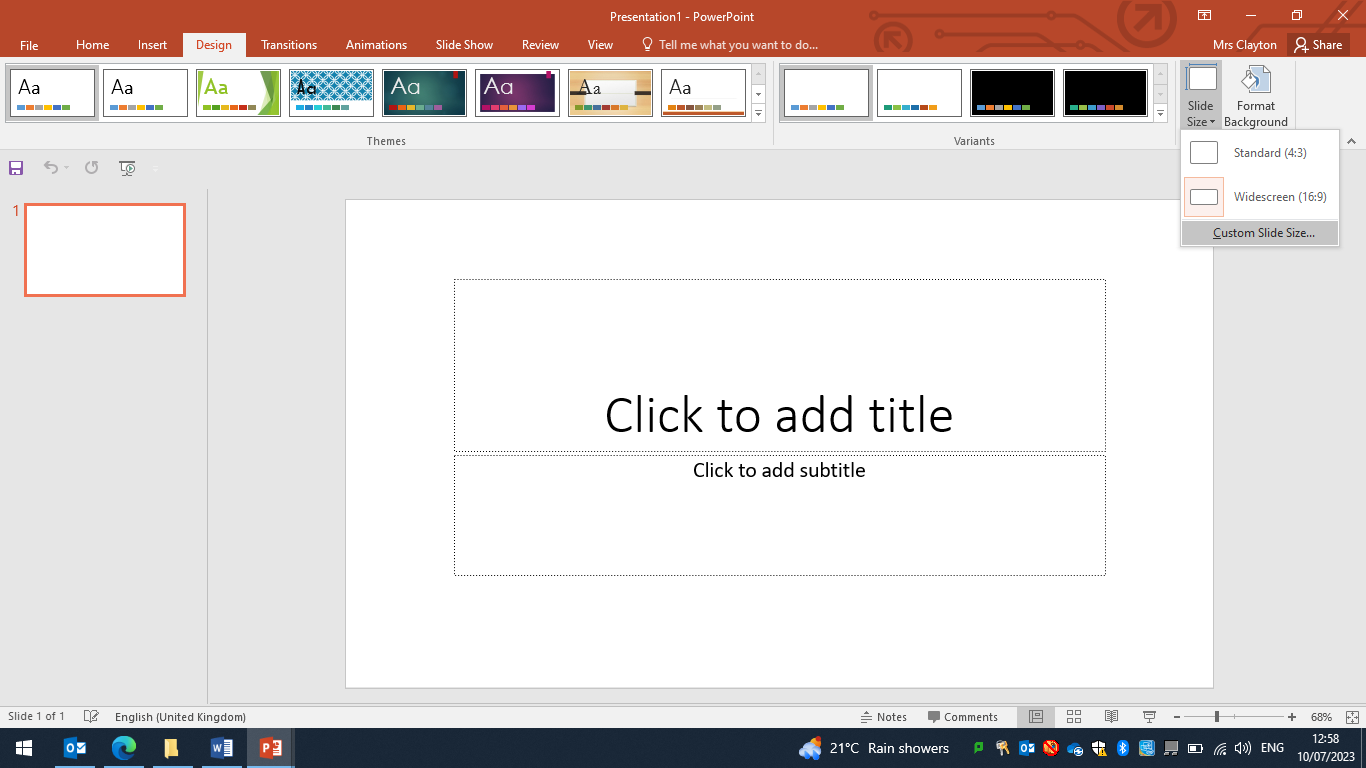 Presentation1 - PowerPoint
File Home Insert Design Transitions Animations Slide Show Review View Tell me what you want to do... Mrs Clayton Share
Aa Aa Aa Aa Aa Aa Aa Aa
Slide Size
Format Background
Themes
Variants
Standard (4:3)
Widescreen (16:9)
Custom Slide Size...
1
Click to add title
Click to add subtitle
Slide 1 of 1 English (United Kingdom) Notes Comments 68%
21°C Rain showers ENG
12:58
10/07/2023